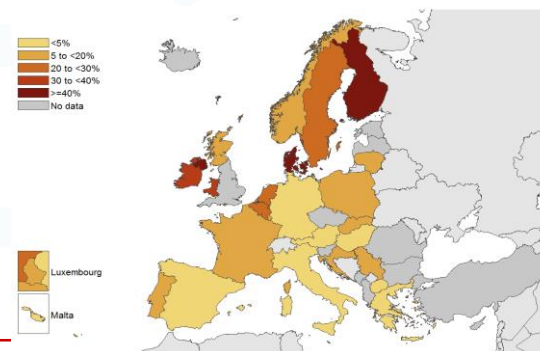 <5%
5 to <20%
20 to <30%
30 to <40%
>=40%
No data
Luxembourg
Malta